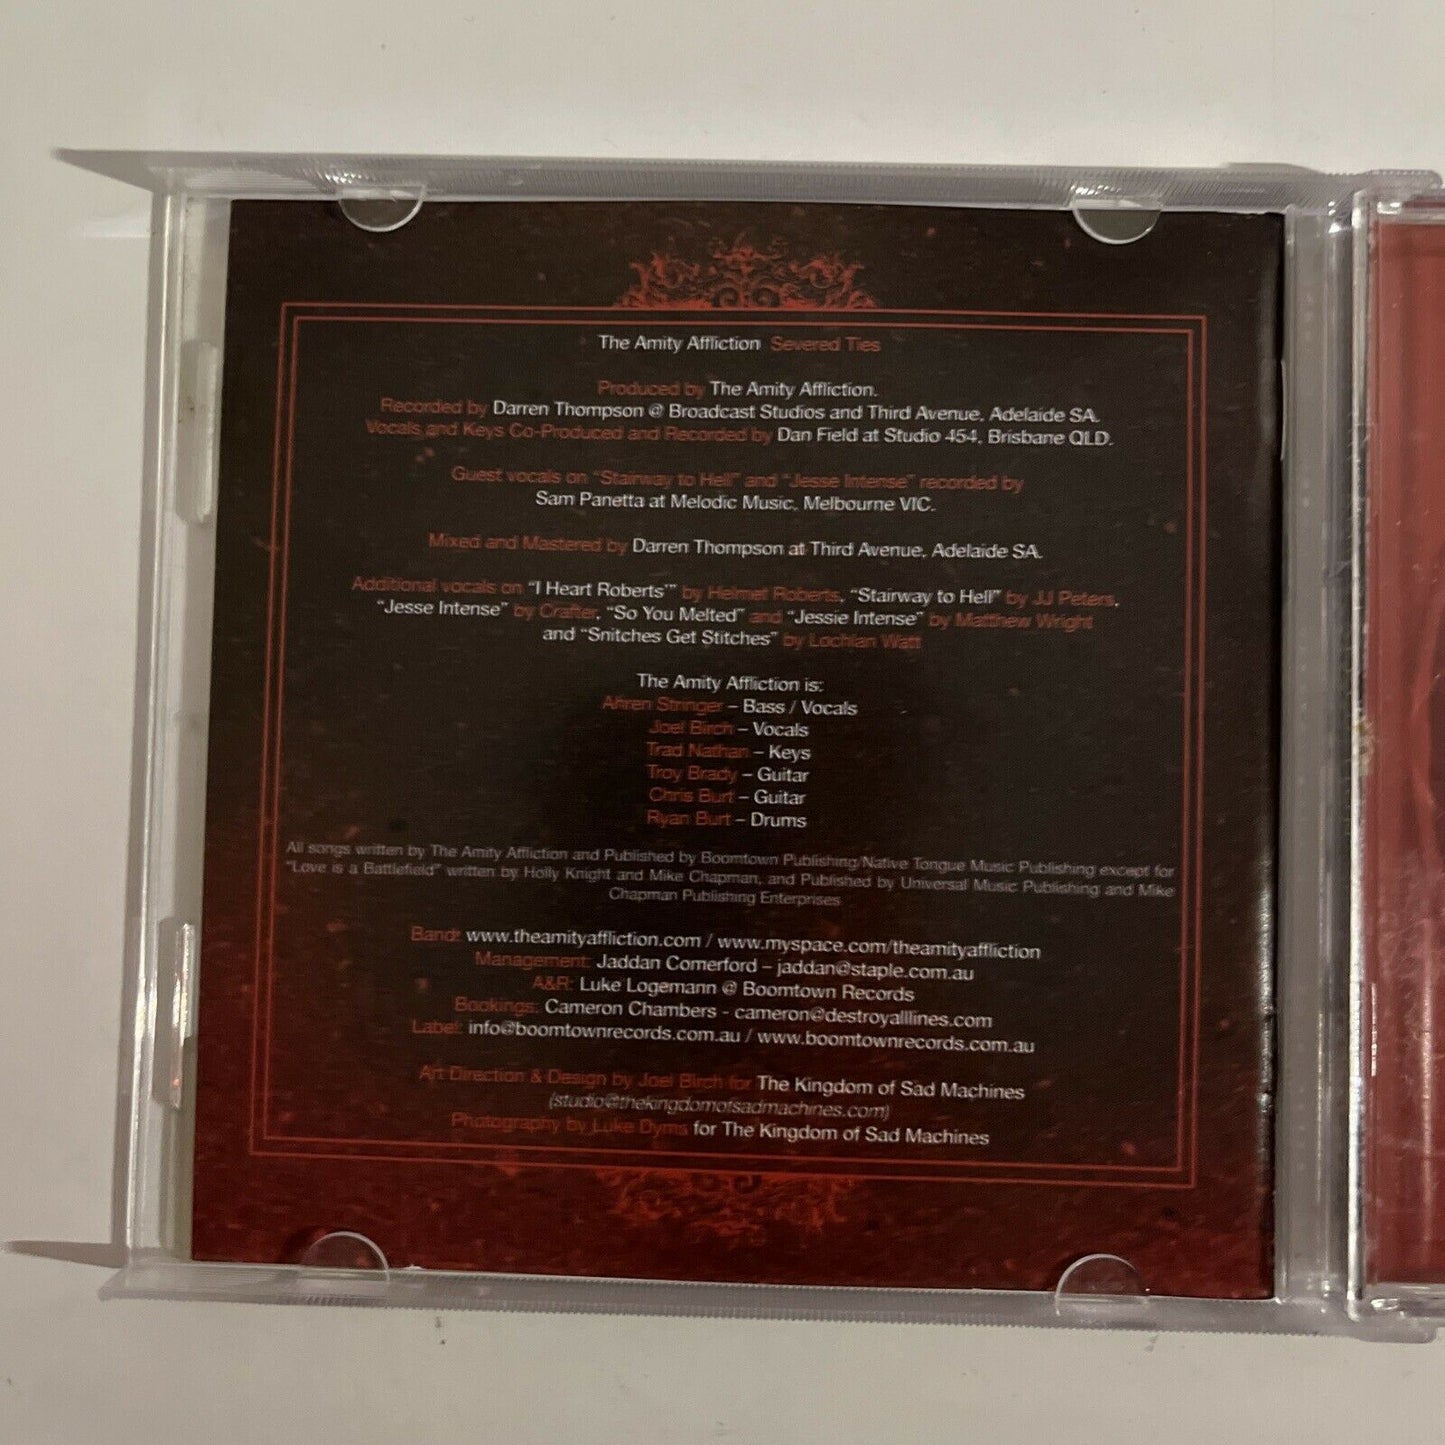 The Amity Affliction Severed Ties
Produced by The Amity Affliction.
Recorded by Darren Thompson @ Broadcast Studios and Third Avenue, Adelaide SA.
Vocals and Keys Co-Produced and Recorded by Dan Field at Studio 454, Brisbane QLD.
Guest vocals on "Stairway to Hell" and "Jesse Intense" recorded by
Sam Panetta at Melodic Music, Melbourne VIC.
Mixed and Mastered by Darren Thompson at Third Avenue, Adelaide SA.
Additional vocals on "I Heart Roberts'" by Helmet Roberts, "Stairway to Hell" by JJ Peters,
"Jesse Intense" by Crafter, "So You Melted" and "Jessie Intense" by Matthew Wright
and "Snitches Get Stitches" by Lochlan Watt
The Amity Affliction is:
Ahren Stringer – Bass / Vocals
Joel Birch – Vocals
Trad Nathan – Keys
Troy Brady – Guitar
Chris Burt – Guitar
Ryan Burt – Drums
All songs written by The Amity Affliction and Published by Boomtown Publishing/Native Tongue Music Publishing except for
"Love is a Battlefield" written by Holly Knight and Mike Chapman, and Published by Universal Music Publishing and Mike
Chapman Publishing Enterprises
Band: www.theamityaffliction.com / www.myspace.com/theamityaffliction
Management: Jaddan Comerford – jaddan@staple.com.au
A&R: Luke Logemann @ Boomtown Records
Bookings: Cameron Chambers - cameron@destroyalllines.com
Label: info@boomtownrecords.com.au / www.boomtownrecords.com.au
Art Direction & Design by Joel Birch for The Kingdom of Sad Machines
(studio@thekingdomofsadmachines.com)
Photography by Luke Dyms for The Kingdom of Sad Machines